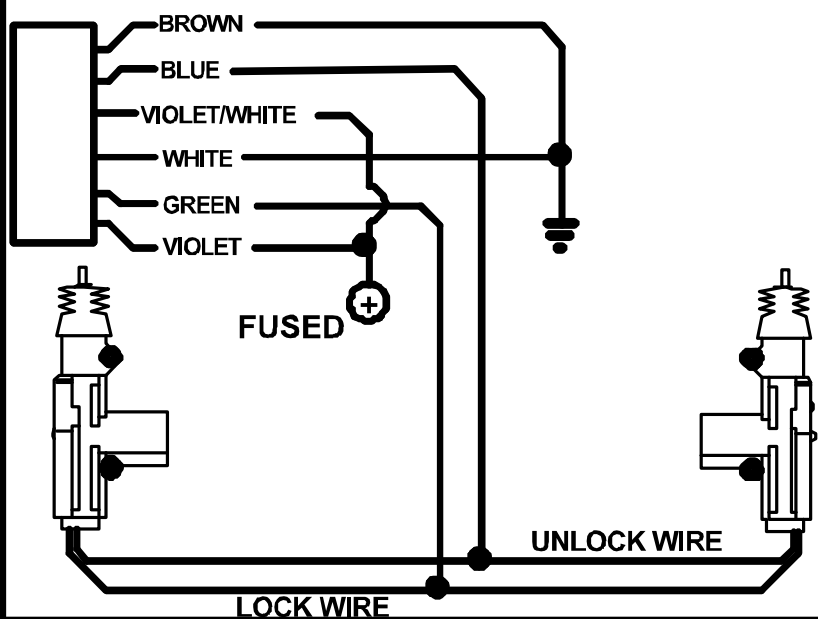 BROWN
BLUE
VIOLET/WHITE
WHITE
GREEN
VIOLET
+
FUSED
UNLOCK WIRE
LOCK WIRE